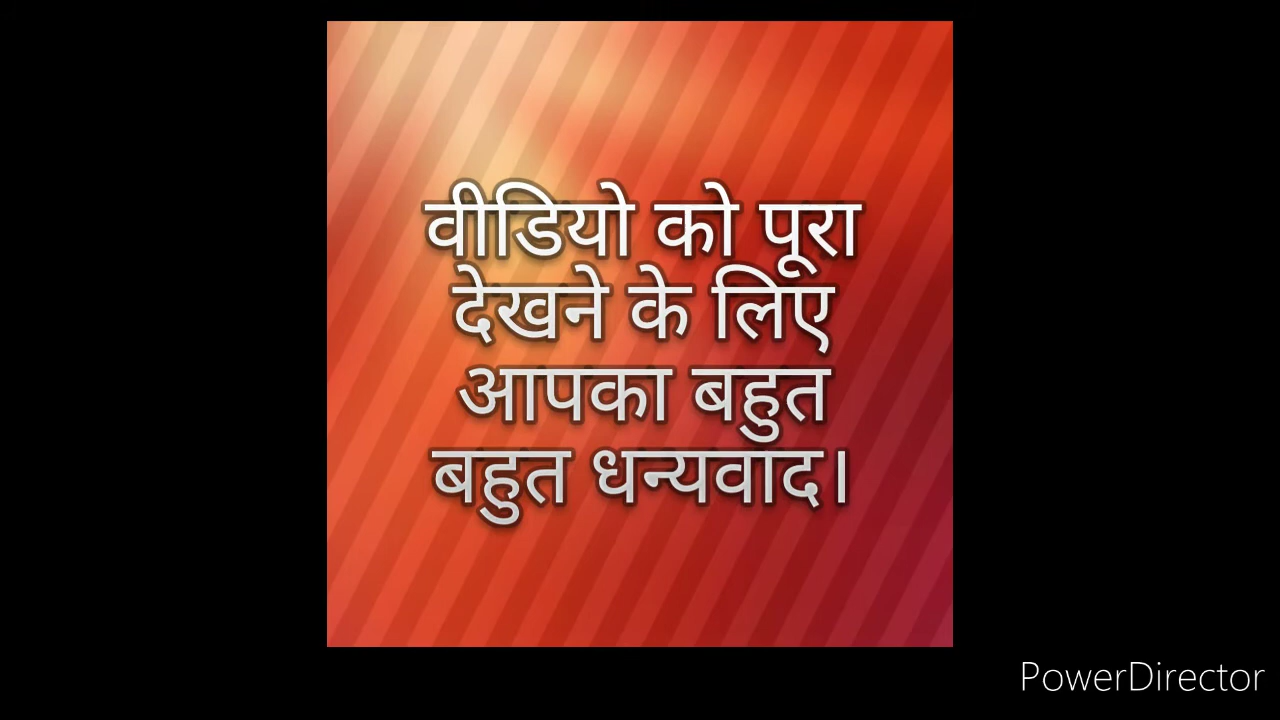 वीडियो को पूरा
देखने के लिए
आपका बहुत
बहुत धन्यवाद।
PowerDirector